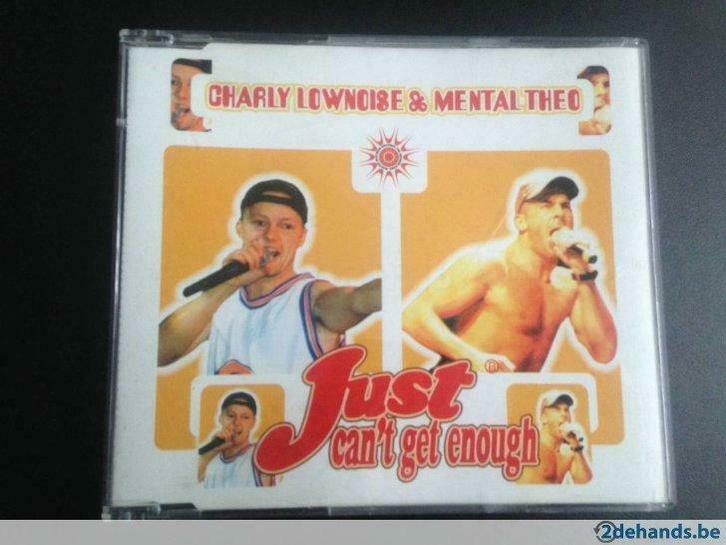 CHARLY LOWNOISE & MENTAL THEO
Just
can't get enough
2dehands.be